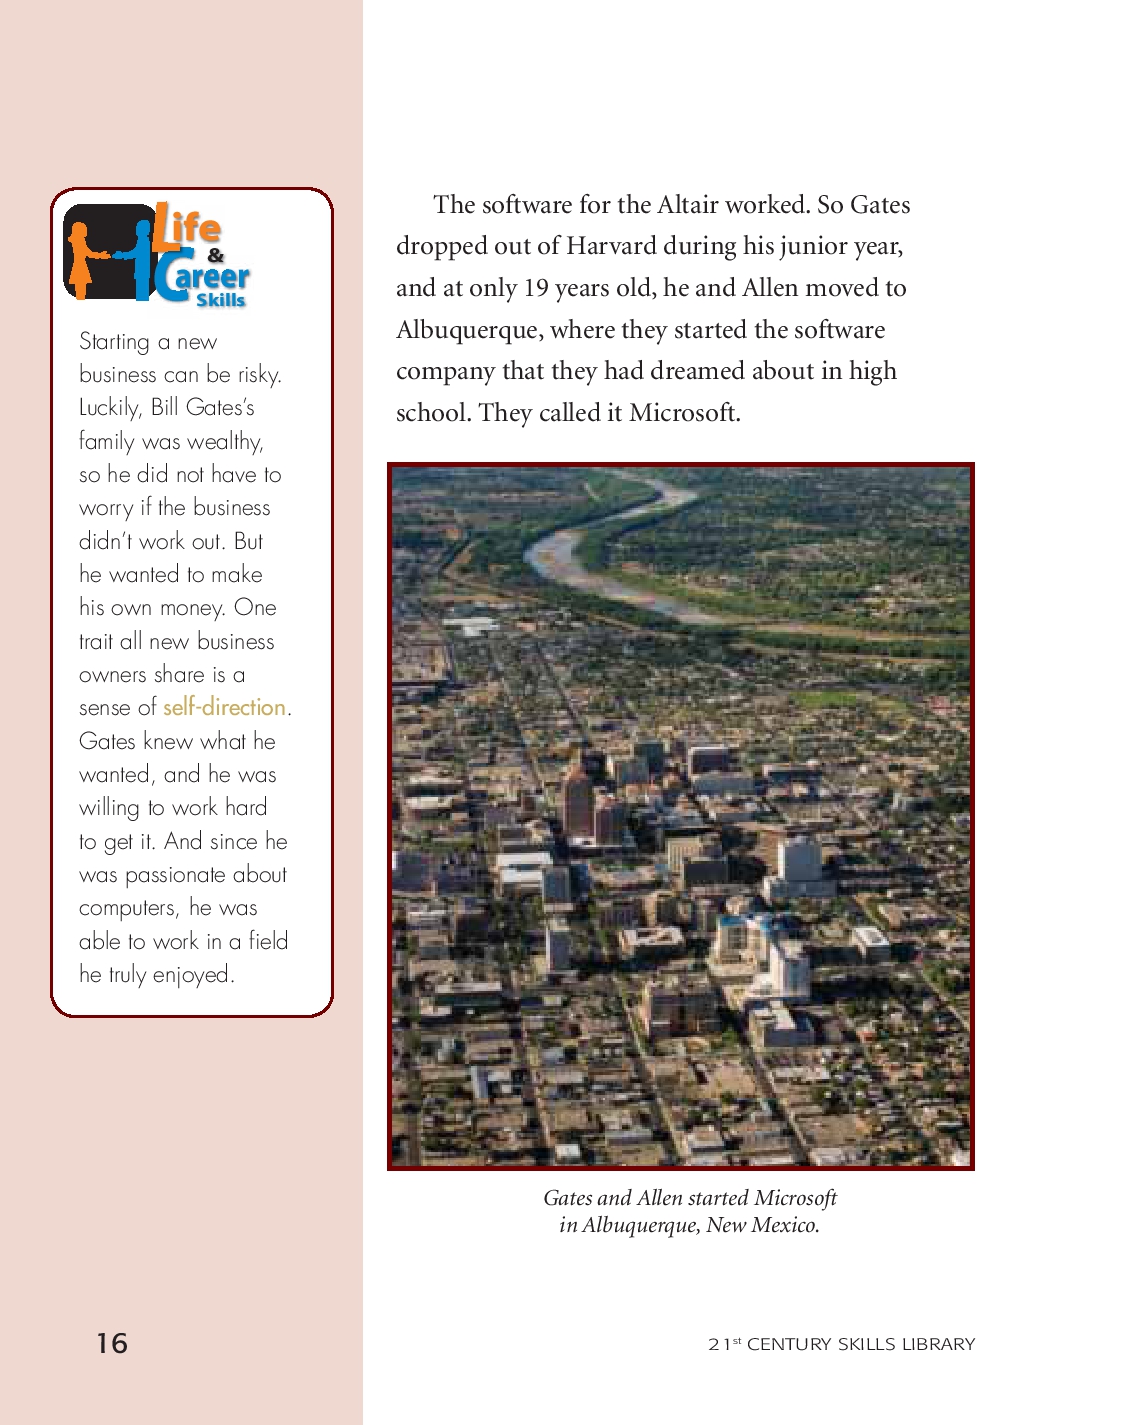 Life
&
Career
Skills
Starting a new
business can be risky.
Luckily, Bill Gates’s
family was wealthy,
so he did not have to
worry if the business
didn’t work out. But
he wanted to make
his own money. One
trait all new business
owners share is a
sense of self-direction.
Gates knew what he
wanted, and he was
willing to work hard
to get it. And since he
was passionate about
computers, he was
able to work in a field
he truly enjoyed.
The software for the Altair worked. So Gates
dropped out of Harvard during his junior year,
and at only 19 years old, he and Allen moved to
Albuquerque, where they started the software
company that they had dreamed about in high
school. They called it Microsoft.
Gates and Allen started Microsoft
in Albuquerque, New Mexico.
16
21st CENTURY SKILLS LIBRARY